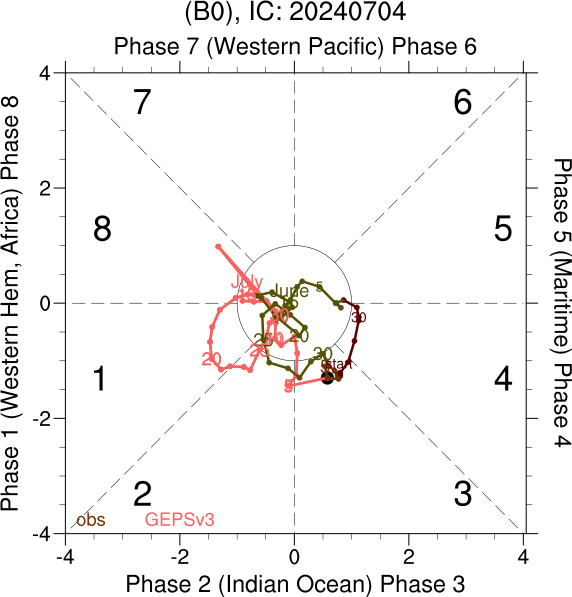 (B0), IC: 20240704
Phase 7 (Western Pacific) Phase 6
4
7
6
Phase 1 (Western Hem, Africa) Phase 8
Phase 5 (Maritime) Phase 4
2
8
5
July
June
5
0
30
20
25
20
30
start
5
1
4
-2
2
3
obs
GEPSv3
-4
-4
-2
0
2
4
Phase 2 (Indian Ocean) Phase 3